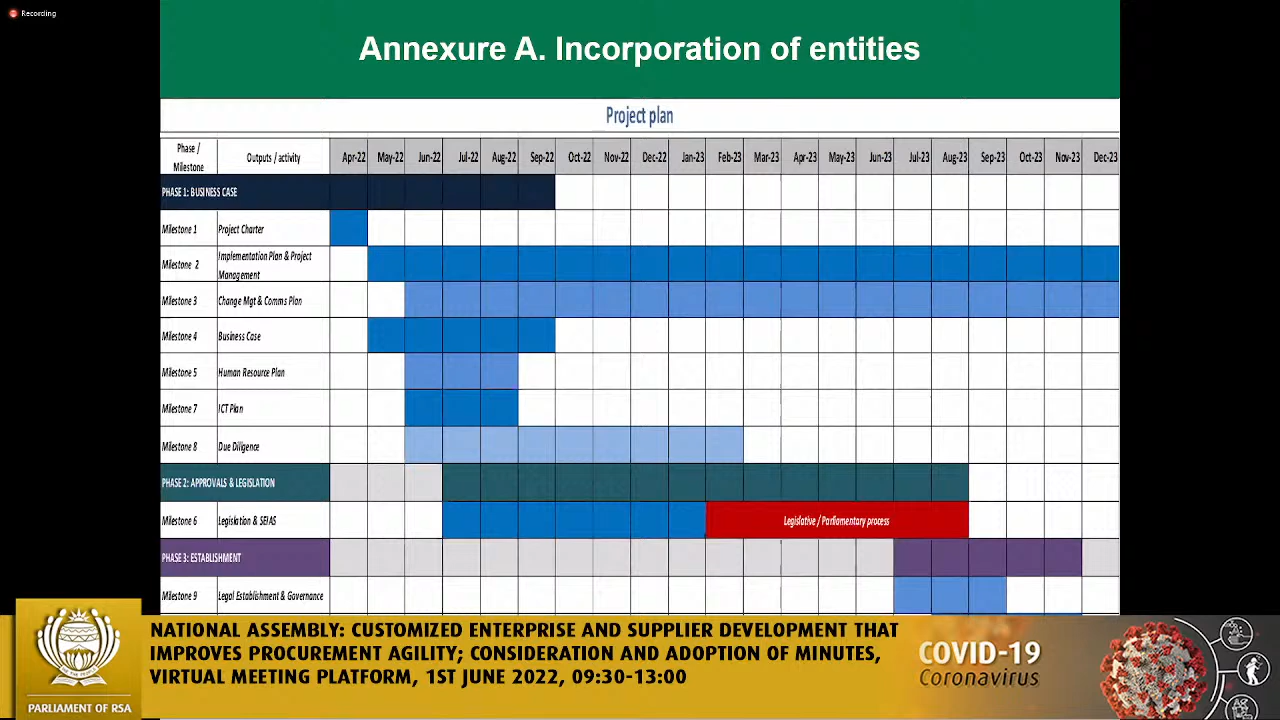 Recording
Annexure A. Incorporation of entities
Project plan
Phase / Milestone Outputs / activity Apr-22 May-22 Jun-22 Jul-22 Aug-22 Sep-22 Oct-22 Nov-22 Dec-22 Jan-23 Feb-23 Mar-23 Apr-23 May-23 Jun-23 Jul-23 Aug-23 Sep-23 Oct-23 Nov-23 Dec-23
PHASE 1: BUSINESS CASE
Milestone 1 Project Charter
Milestone 2 Implementation Plan & Project
Management
Milestone 3 Change Mgt & Comms Plan
Milestone 4 Business Case
Milestone 5 Human Resource Plan
Milestone 7 ICT Plan
Milestone 8 Due Diligence
PHASE 2: APPROVALS & LEGISLATION
Milestone 6 Legislation & SEIAS Legislative / Parliamentary process
PHASE 3: ESTABLISHMENT
Milestone 9 Legal Establishment & Governance
PARLIAMENT OF RSA
NATIONAL ASSEMBLY: CUSTOMIZED ENTERPRISE AND SUPPLIER DEVELOPMENT THAT
IMPROVES PROCUREMENT AGILITY; CONSIDERATION AND ADOPTION OF MINUTES,
VIRTUAL MEETING PLATFORM, 1ST JUNE 2022, 09:30-13:00
COVID-19
Coronavirus